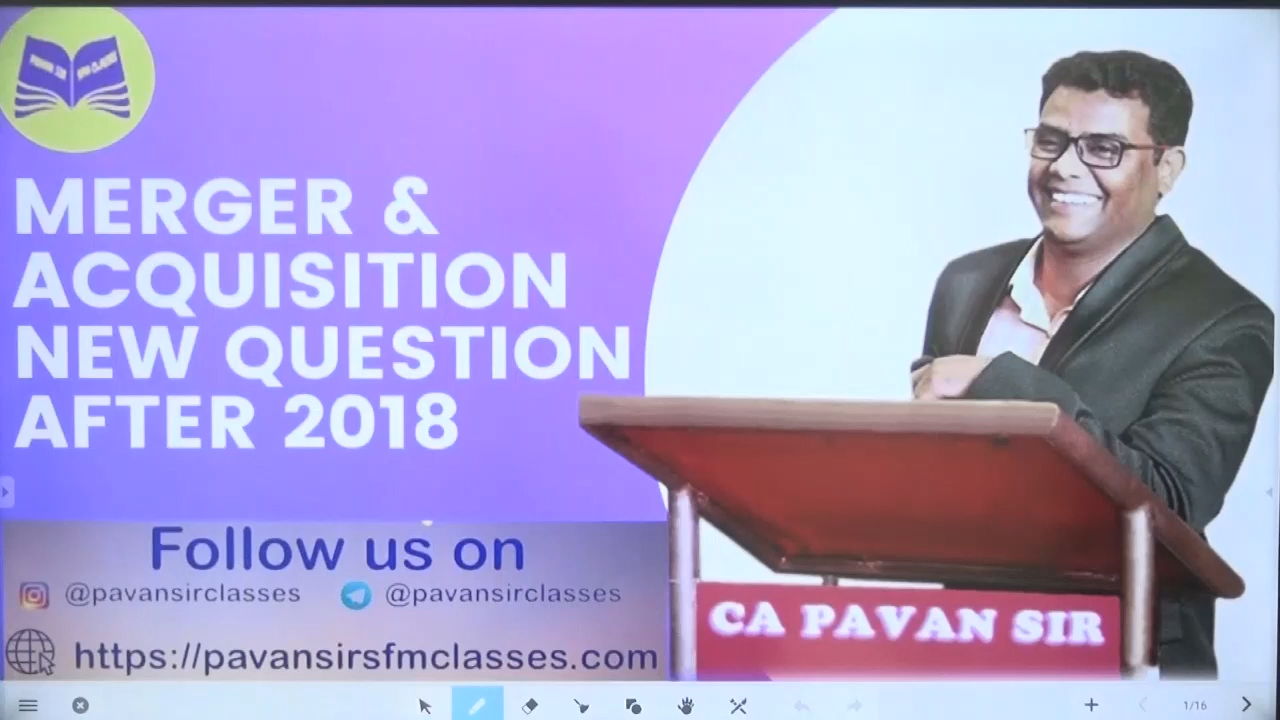 MERGER &
ACQUISITION
NEW QUESTION
AFTER 2018
Follow us on
@pavansirclasses
@pavansirclasses
https://pavansirsfmclasses.com
CA PAVAN SIR
1/16